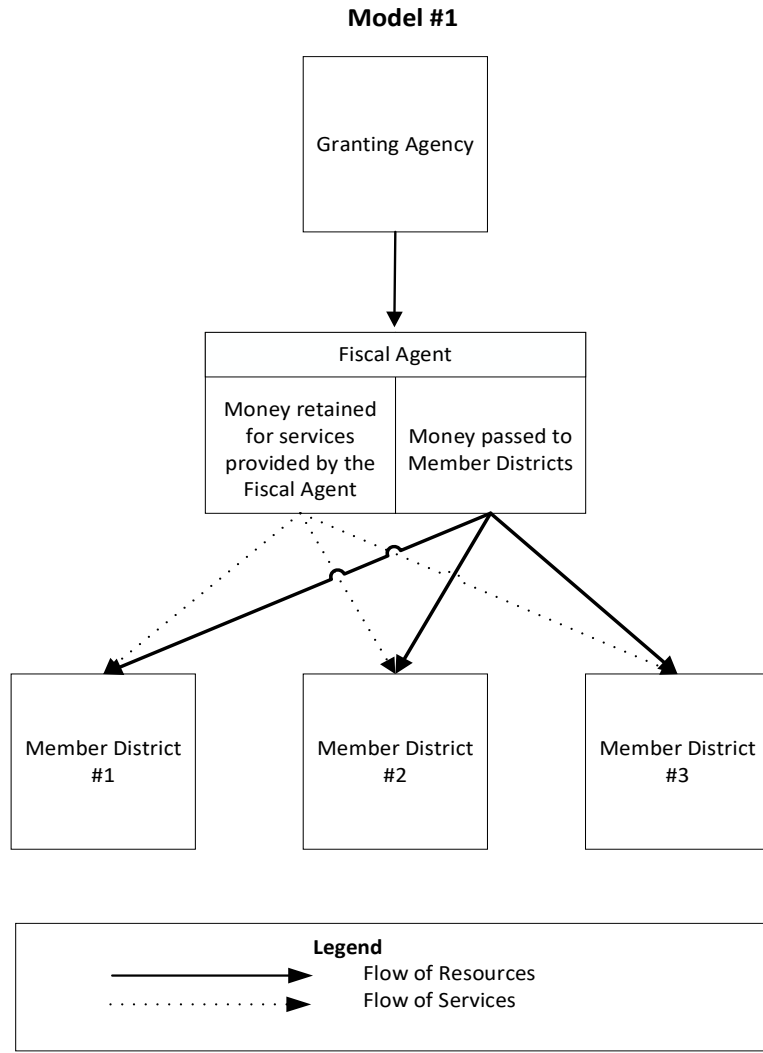 Model #1
Granting Agency
Fiscal Agent
Money retained
for services
provided by the
Fiscal Agent
Money passed to
Member Districts
Member District
#1
Member District
#2
Member District
#3
Legend
Flow of Resources
Flow of Services